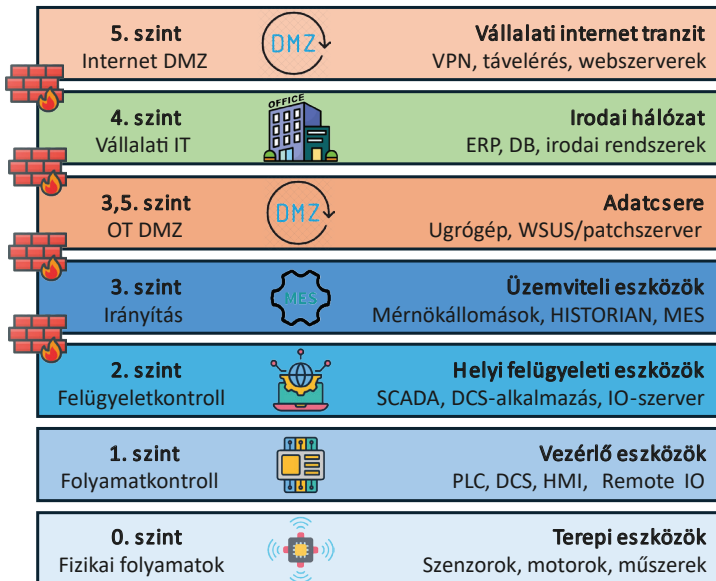 5. szint
Internet DMZ
DMZ
Vállalati internet tranzit
VPN, távelérés, webszerverek
4. szint
Vállalati IT
OFFICE
Irodai hálózat
ERP, DB, irodai rendszerek
3,5. szint
OT DMZ
DMZ
Adatcsere
Ugrógép, WSUS/patchszerver
3. szint
Irányítás
MES
Üzemviteli eszközök
Mérnökállomások, HISTORIAN, MES
2. szint
Felügyeletkontroll
Helyi felügyeleti eszközök
SCADA, DCS-alkalmazás, IO-szerver
1. szint
Folyamatkontroll
Vezérlő eszközök
PLC, DCS, HMI, Remote IO
0. szint
Fizikai folyamatok
Terepi eszközök
Szenzorok, motorok, műszerek